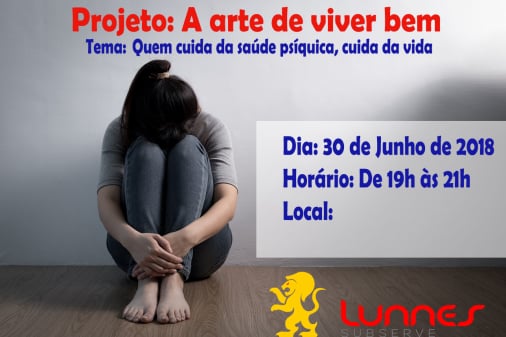 Projeto: A arte de viver bem
Tema: Quem cuida da saúde psíquica, cuida da vida
Dia: 30 de Junho de 2018
Horário: De 19h às 21h
Local:
LUNNES
SUBSERVE